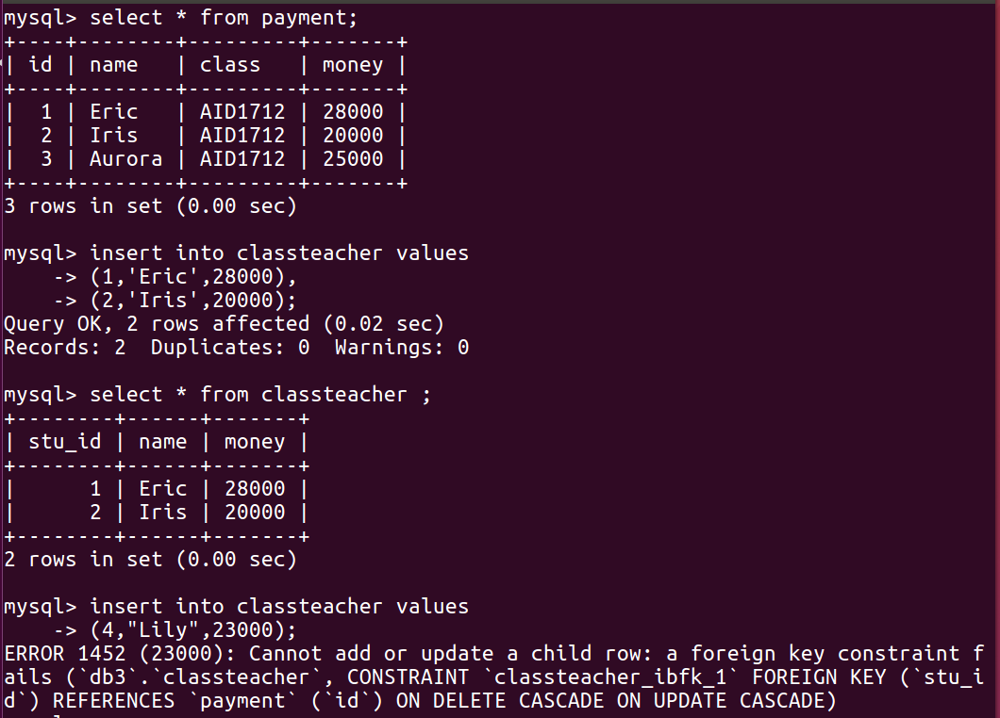 mysql> select * from payment;
+----+--------+---------+-------+
| id | name   | class   | money |
+----+--------+---------+-------+
|  1 | Eric   | AID1712 | 28000 |
|  2 | Iris   | AID1712 | 20000 |
|  3 | Aurora | AID1712 | 25000 |
+----+--------+---------+-------+
3 rows in set (0.00 sec)

mysql> insert into classteacher values
    -> (1,'Eric',28000),
    -> (2,'Iris',20000);
Query OK, 2 rows affected (0.02 sec)
Records: 2  Duplicates: 0  Warnings: 0

mysql> select * from classteacher ;
+--------+------+-------+
| stu_id | name | money |
+--------+------+-------+
|      1 | Eric | 28000 |
|      2 | Iris | 20000 |
+--------+------+-------+
2 rows in set (0.00 sec)

mysql> insert into classteacher values
    -> (4,"Lily",23000);
ERROR 1452 (23000): Cannot add or update a child row: a foreign key constraint f
ails (`db3`.`classteacher`, CONSTRAINT `classteacher_ibfk_1` FOREIGN KEY (`stu_i
d`) REFERENCES `payment` (`id`) ON DELETE CASCADE ON UPDATE CASCADE)